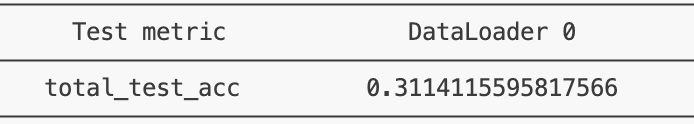 Test metric DataLoader 0
total_test_acc 0.3114115595817566